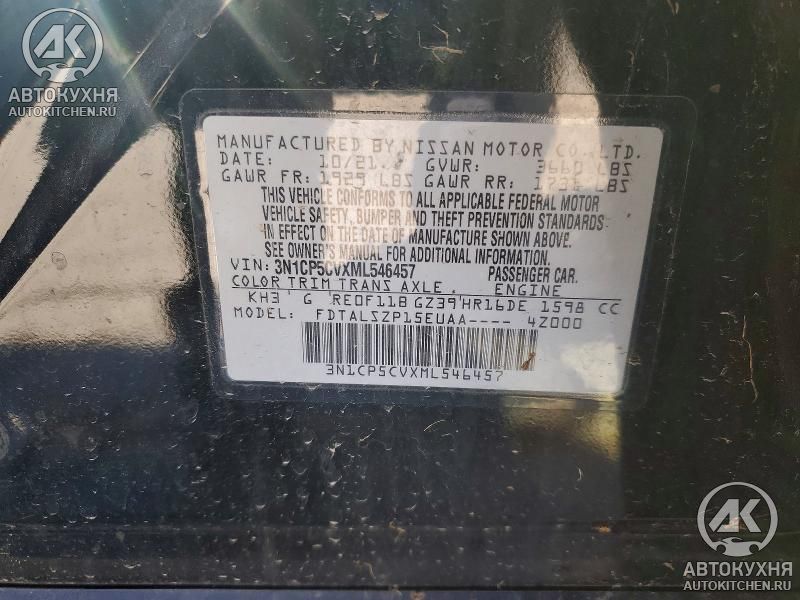 АК
АВТОКУХНЯ
AUTOKITCHEN.RU
MANUFACTURED BY NISSAN MOTOR CO.,LTD.
DATE: 10/21. GVWR: 3660 LBS
GAWR FR: 1929 LBS GAWR RR: LBS
THIS VEHICLE CONFORMS TO ALL APPLICABLE FEDERAL MOTOR
VEHICLE SAFETY, BUMPER AND THEFT PREVENTION STANDARDS
IN EFFECT ON THE DATE OF MANUFACTURE SHOWN ABOVE.
SEE OWNER'S MANUAL FOR ADDITIONAL INFORMATION.
VIN: 3N1CP5CVXML546457 PASSENGER CAR.
COLOR TRIM TRANS AXLE. ENGINE
KH3 G RE0F11B GZ39 HR16DE 1598 CC
MODEL: FDTALSZP15EUAA---- 4Z000
3N1CP5CVXML546457
АК
АВТОКУХНЯ
AUTOKITCHEN.RU